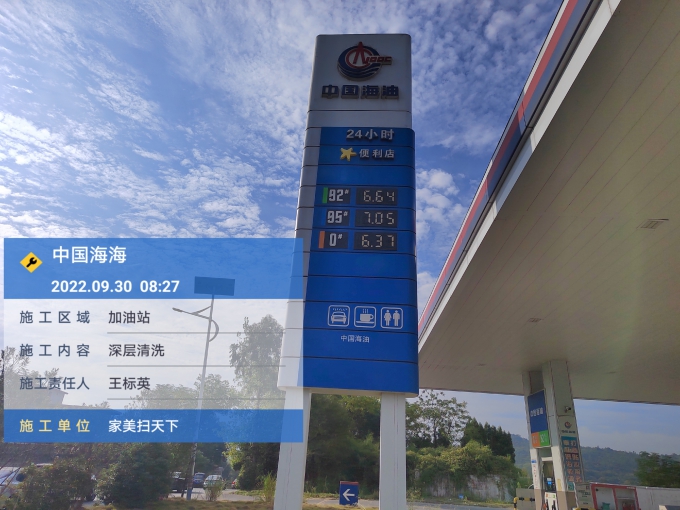 CNOOC
中国海油
24小时
便利店
92# 6.64
95# 7.05
0# 6.37
中国海油
中国海海
2022.09.30 08:27
施工区域 加油站
施工内容 深层清洗
施工责任人 王标英
施工单位 家美扫天下